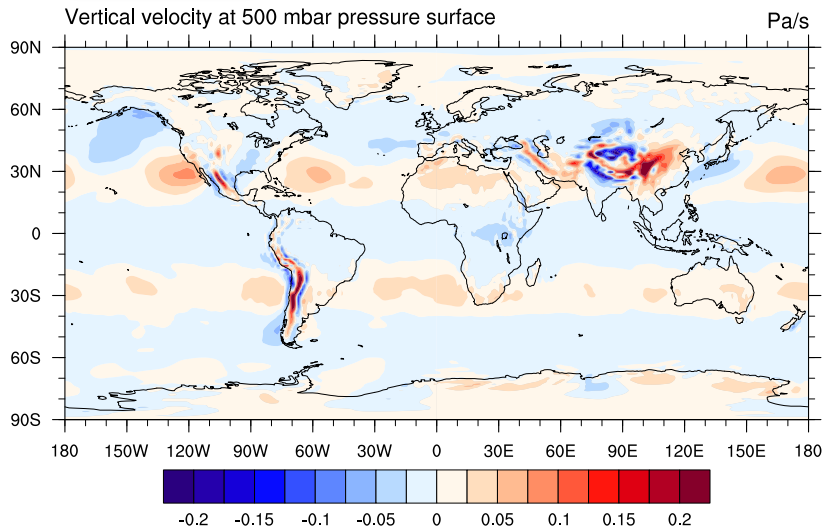 Vertical velocity at 500 mbar pressure surface Pa/s
90N
60N
30N
0
30S
60S
90S
180 150W 120W 90W 60W 30W 0 30E 60E 90E 120E 150E 180
-0.2 -0.15 -0.1 -0.05 0 0.05 0.1 0.15 0.2